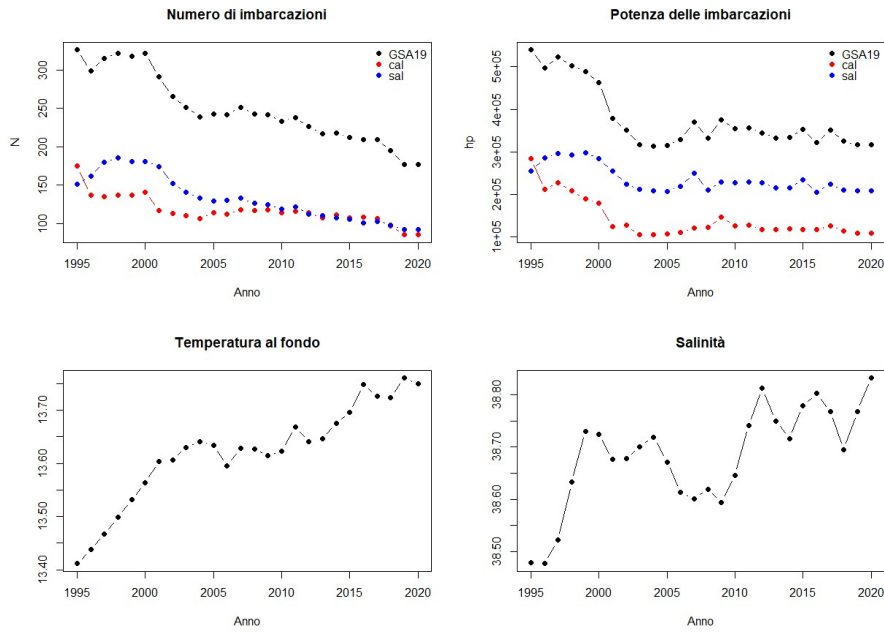 Numero di imbarcazioni
N
100 150 200 250 300
GSA19
cal
sal
1995 2000 2005 2010 2015 2020
Anno
Potenza delle imbarcazioni
hp
1e+05 2e+05 3e+05 4e+05 5e+05
GSA19
cal
sal
1995 2000 2005 2010 2015 2020
Anno
Temperatura al fondo
13.40 13.50 13.60 13.70
1995 2000 2005 2010 2015 2020
Anno
Salinità
38.50 38.60 38.70 38.80
1995 2000 2005 2010 2015 2020
Anno